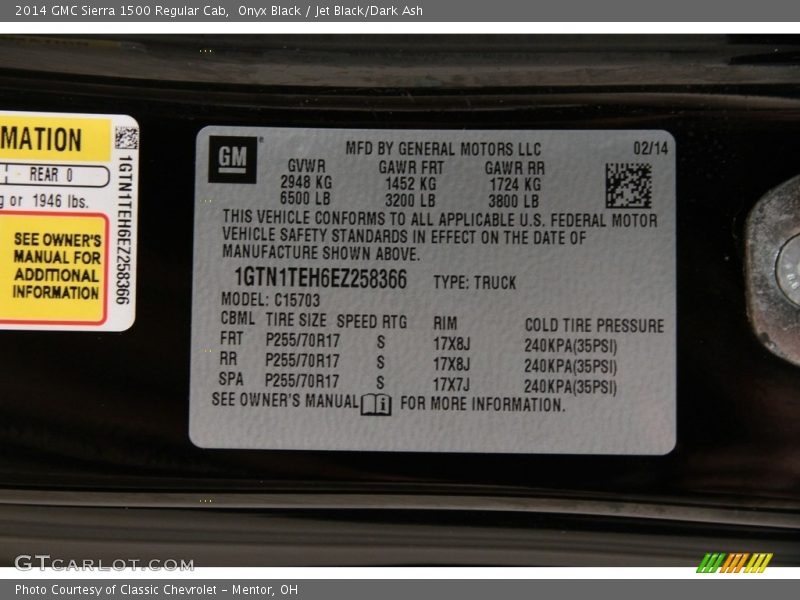 2014 GMC Sierra 1500 Regular Cab,  Onyx Black / Jet Black/Dark Ash
MATION
REAR 0
or 1946 lbs.
SEE OWNER'S
MANUAL FOR
ADDITIONAL
INFORMATION
1GTN1TEH6EZ258366
GM
MFD BY GENERAL MOTORS LLC 02/14
GVWR GAWR FRT GAWR RR
2948 KG 1452 KG 1724 KG
6500 LB 3200 LB 3800 LB
THIS VEHICLE CONFORMS TO ALL APPLICABLE U.S. FEDERAL MOTOR
VEHICLE SAFETY STANDARDS IN EFFECT ON THE DATE OF
MANUFACTURE SHOWN ABOVE.
1GTN1TEH6EZ258366 TYPE: TRUCK
MODEL: C15703
CBML TIRE SIZE SPEED RTG RIM COLD TIRE PRESSURE
FRT P255/70R17 S 17X8J 240KPA(35PSI)
RR P255/70R17 S 17X8J 240KPA(35PSI)
SPA P255/70R17 S 17X7J 240KPA(35PSI)
SEE OWNER'S MANUAL i FOR MORE INFORMATION.
GTCARLOT.COM
Photo Courtesy of Classic Chevrolet - Mentor, OH